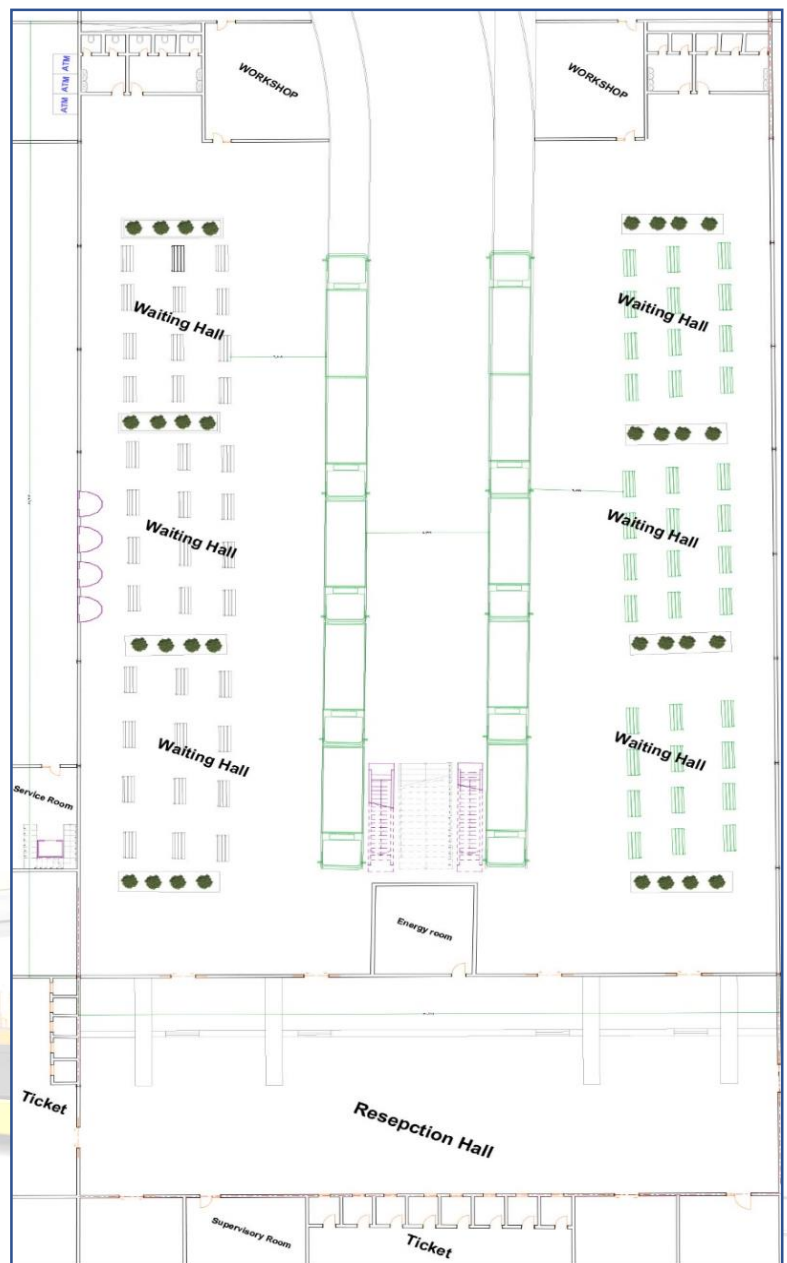 ATM
ATM
ATM
WORKSHOP
WORKSHOP
Waiting Hall
Waiting Hall
Waiting Hall
Waiting Hall
Waiting Hall
Waiting Hall
Service Room
Energy room
Ticket
Resepction Hall
Supervisory Room
Ticket